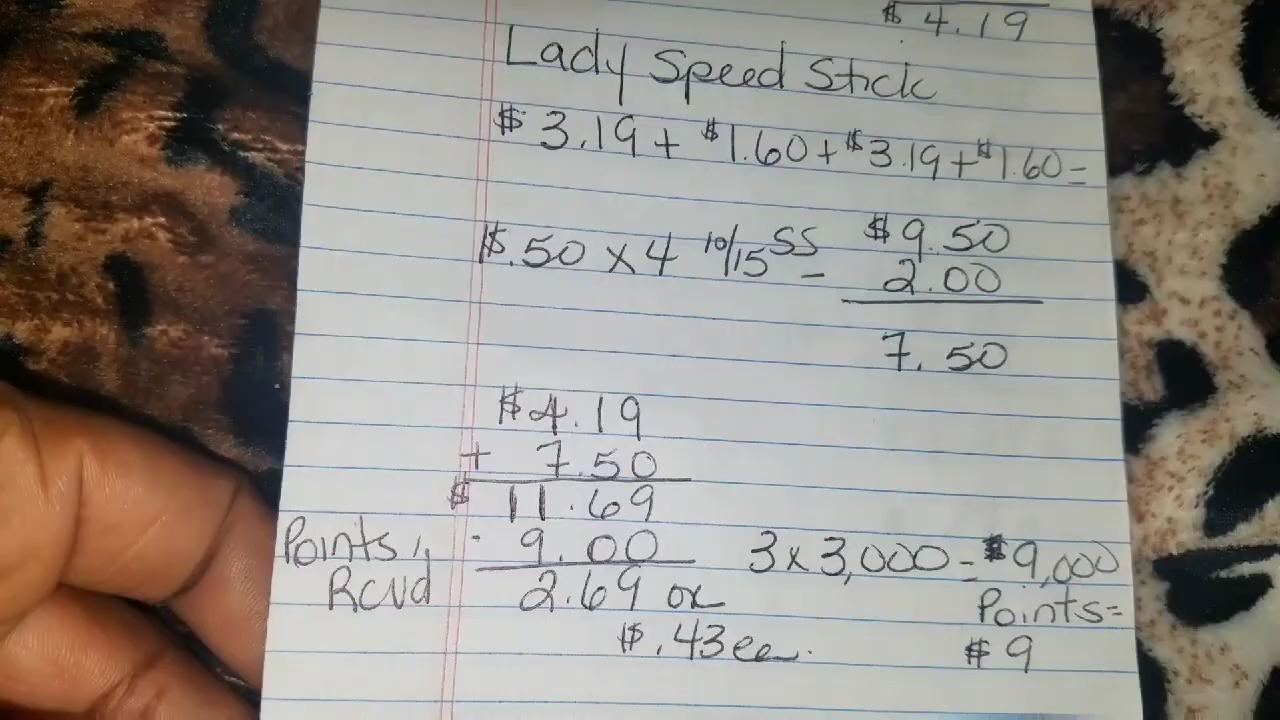 $4.19
Lady Speed Stick
$3.19 + $1.60 + $3.19 + $1.60 =
$.50 x 4 10/15 SS - $9.50
2.00
7.50
$4.19
+ 7.50
$ 11.69
Points Rcvd - 9.00 3 x 3,000 = $9,000
2.69 or Points =
$.43 ea. $9